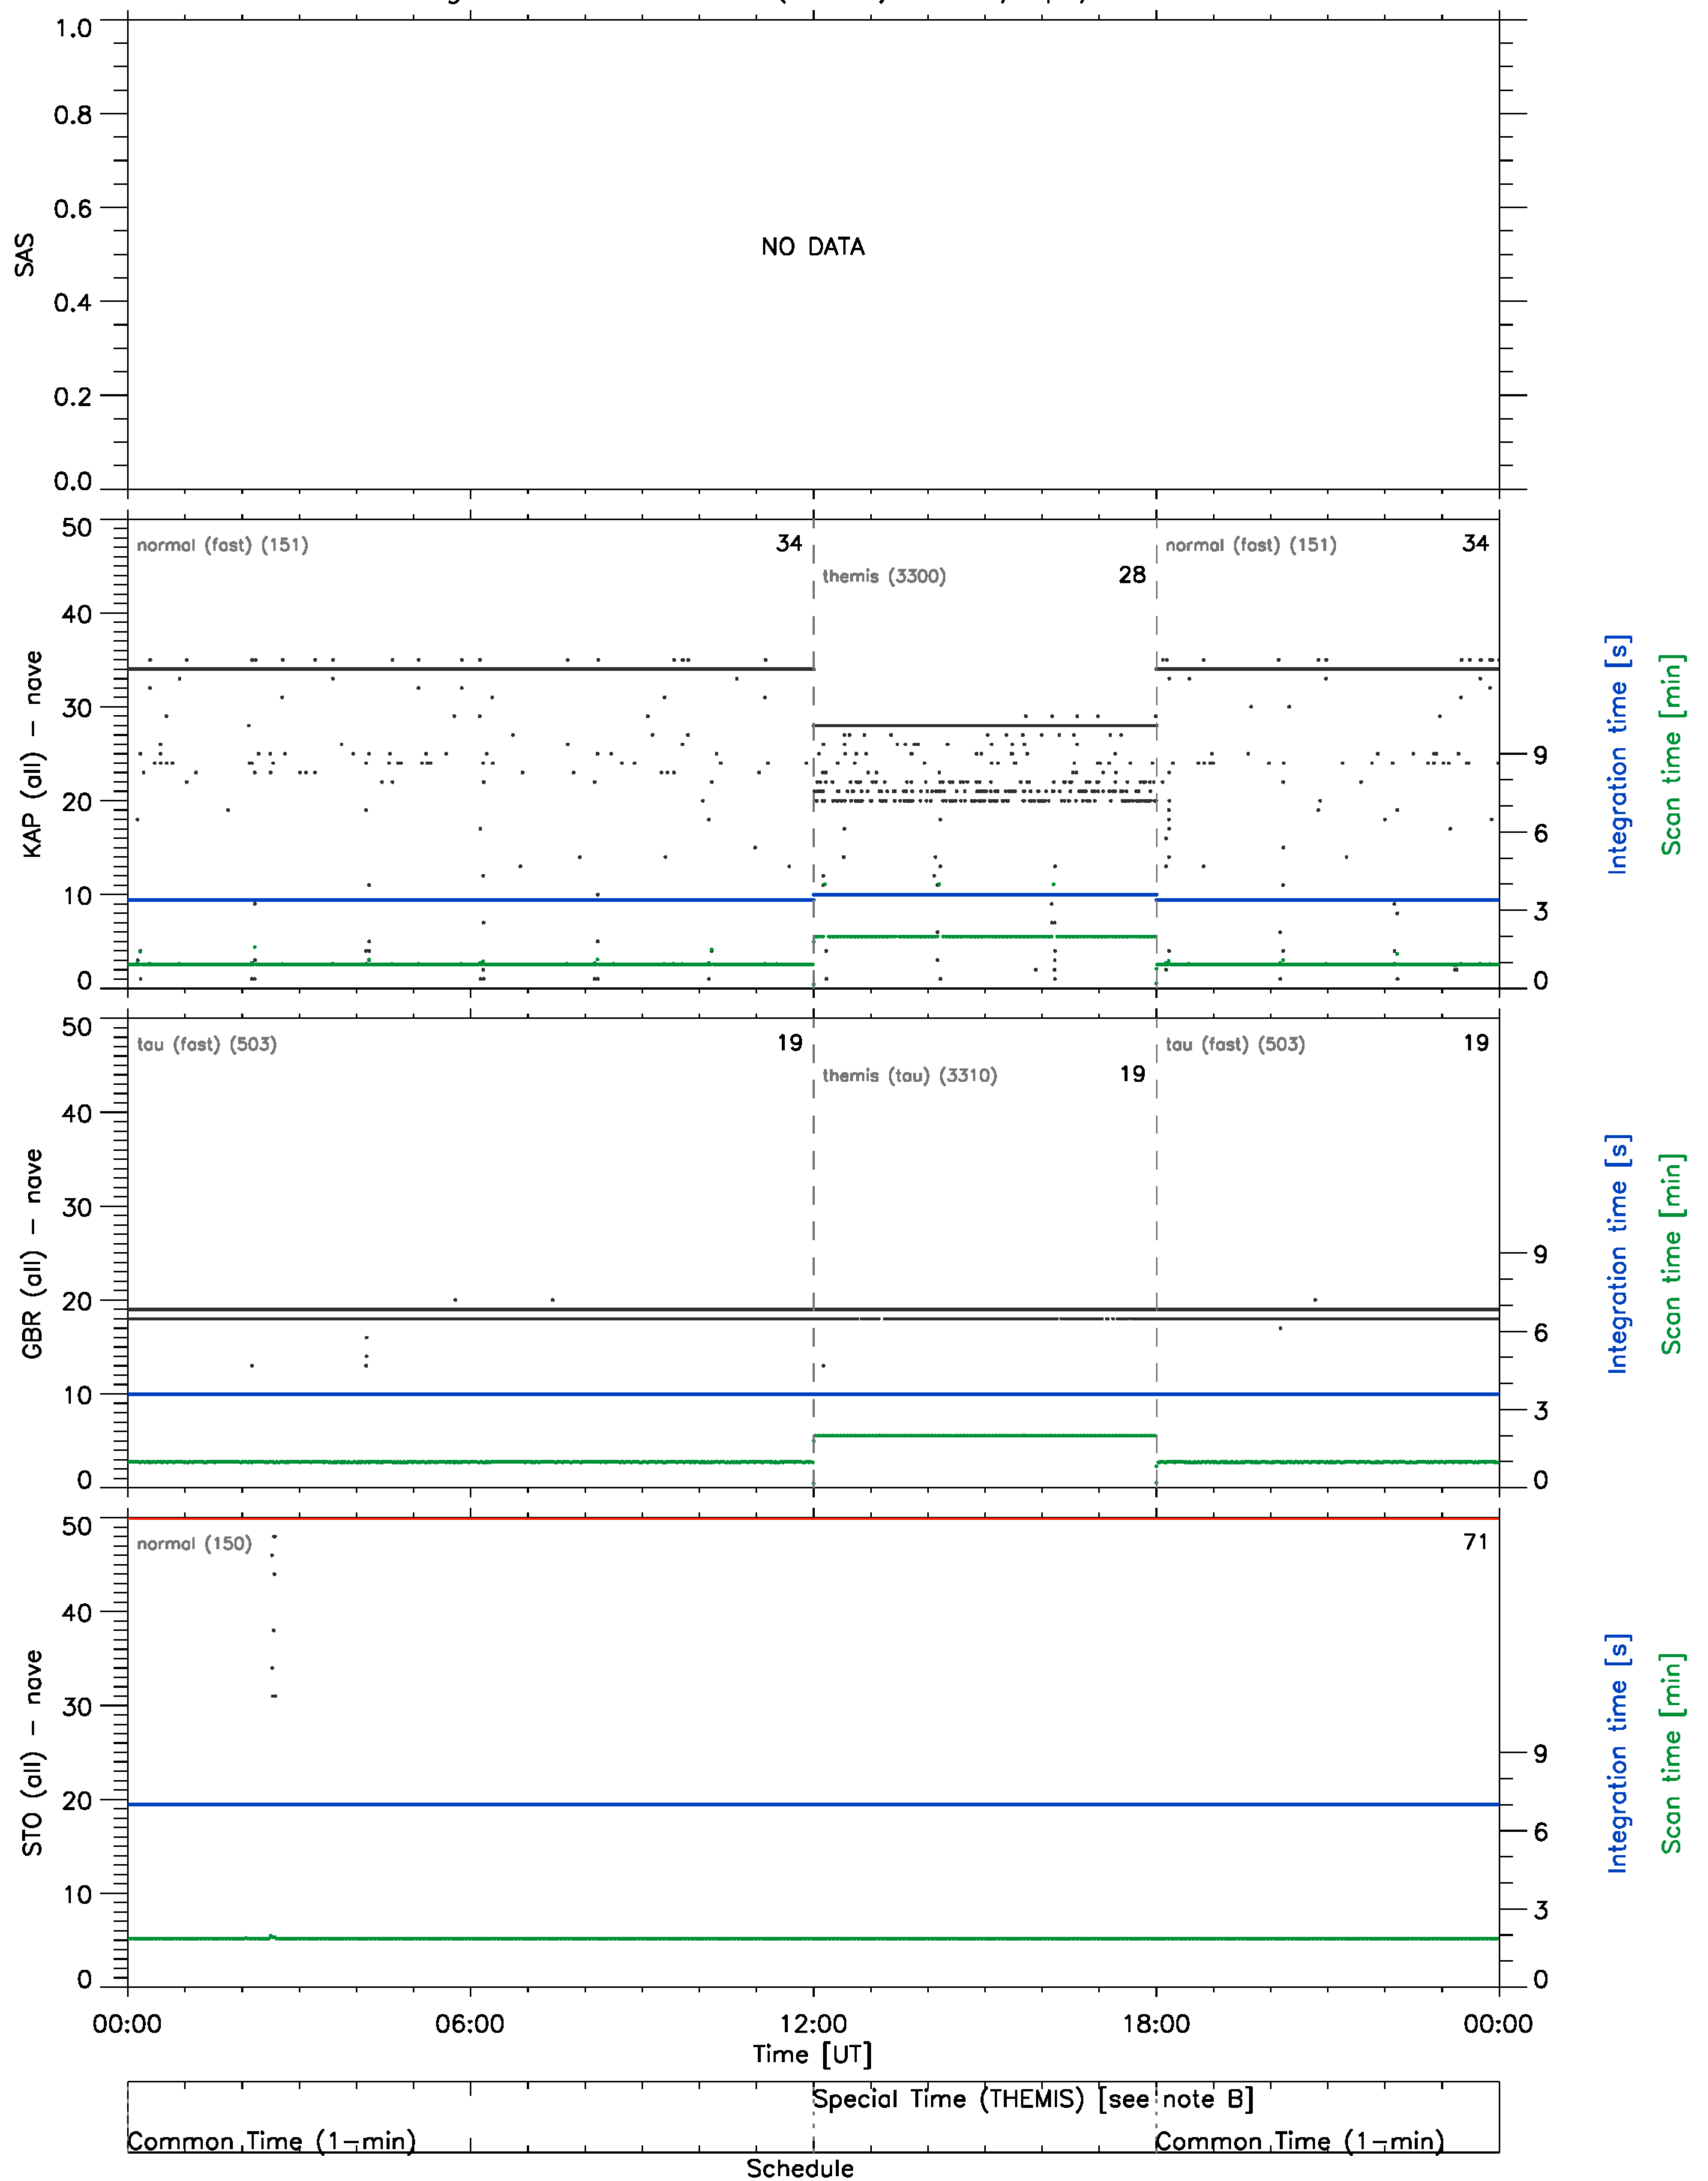 1.0
0.8
0.6
0.4
0.2
0.0
SAS
NO DATA
50
40
30
20
10
0
KAP (all) – nave
normal (fast) (151)
34
themis (3300)
28
normal (fast) (151)
34
9
6
3
0
Integration time [s]
Scan time [min]
50
40
30
20
10
0
GBR (all) – nave
tau (fast) (503)
19
themis (tau) (3310)
19
tau (fast) (503)
19
9
6
3
0
Integration time [s]
Scan time [min]
50
40
30
20
10
0
STO (all) – nave
normal (150)
71
9
6
3
0
Integration time [s]
Scan time [min]
00:00 06:00 12:00 18:00 00:00
Time [UT]
Special Time (THEMIS) [see note B]
Common Time (1–min) Common Time (1–min)
Schedule